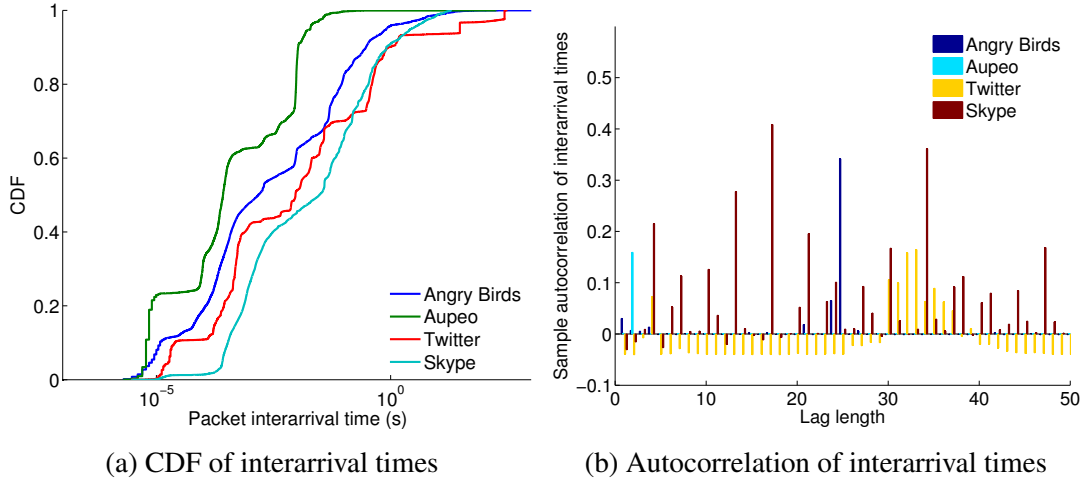 1
0.8
0.6
0.4
0.2
0
CDF
10⁻⁵
10⁰
Packet interarrival time (s)
Angry Birds
Aupeo
Twitter
Skype
(a) CDF of interarrival times
0.5
0.4
0.3
0.2
0.1
0
−0.1
Sample autocorrelation of interarrival times
0
10
20
30
40
50
Lag length
Angry Birds
Aupeo
Twitter
Skype
(b) Autocorrelation of interarrival times